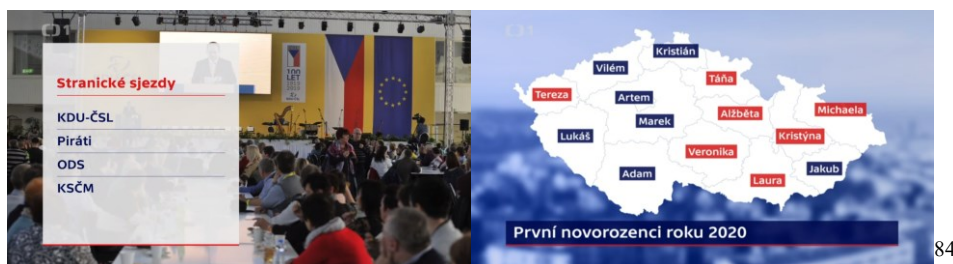 Stranické sjezdy
KDU-ČSL
Piráti
ODS
KSČM
100
LET
Kristián
Vilém
Táňa
Tereza
Artem
Alžběta
Michaela
Marek
Lukáš
Kristýna
Veronika
Adam
Laura
Jakub
První novorozenci roku 2020
84